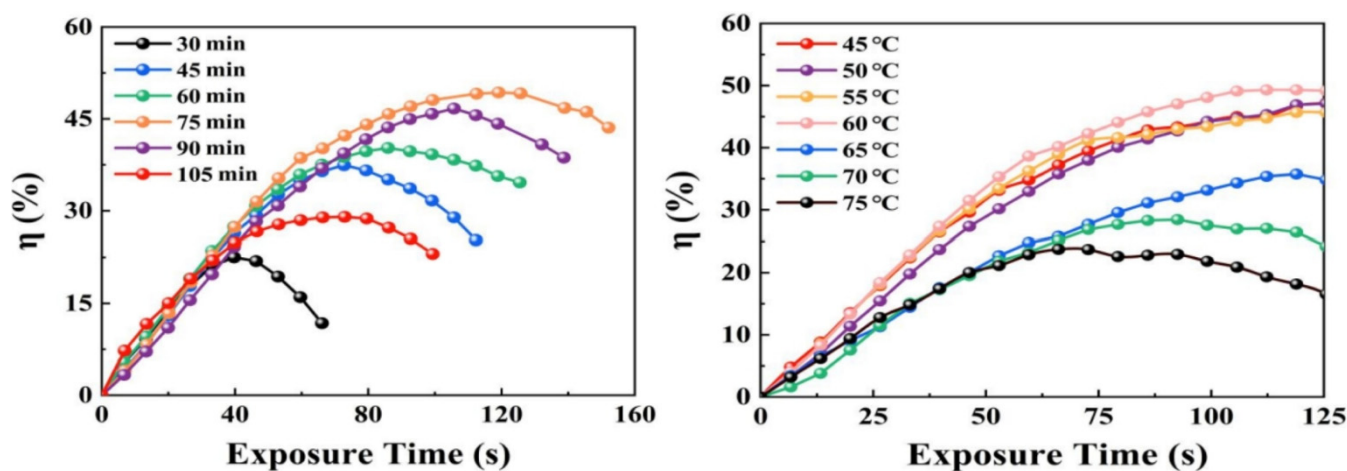 60
45
30
15
0
η (%)
30 min
45 min
60 min
75 min
90 min
105 min
0 40 80 120 160
Exposure Time (s)
60
50
40
30
20
10
0
η (%)
45 °C
50 °C
55 °C
60 °C
65 °C
70 °C
75 °C
0 25 50 75 100 125
Exposure Time (s)